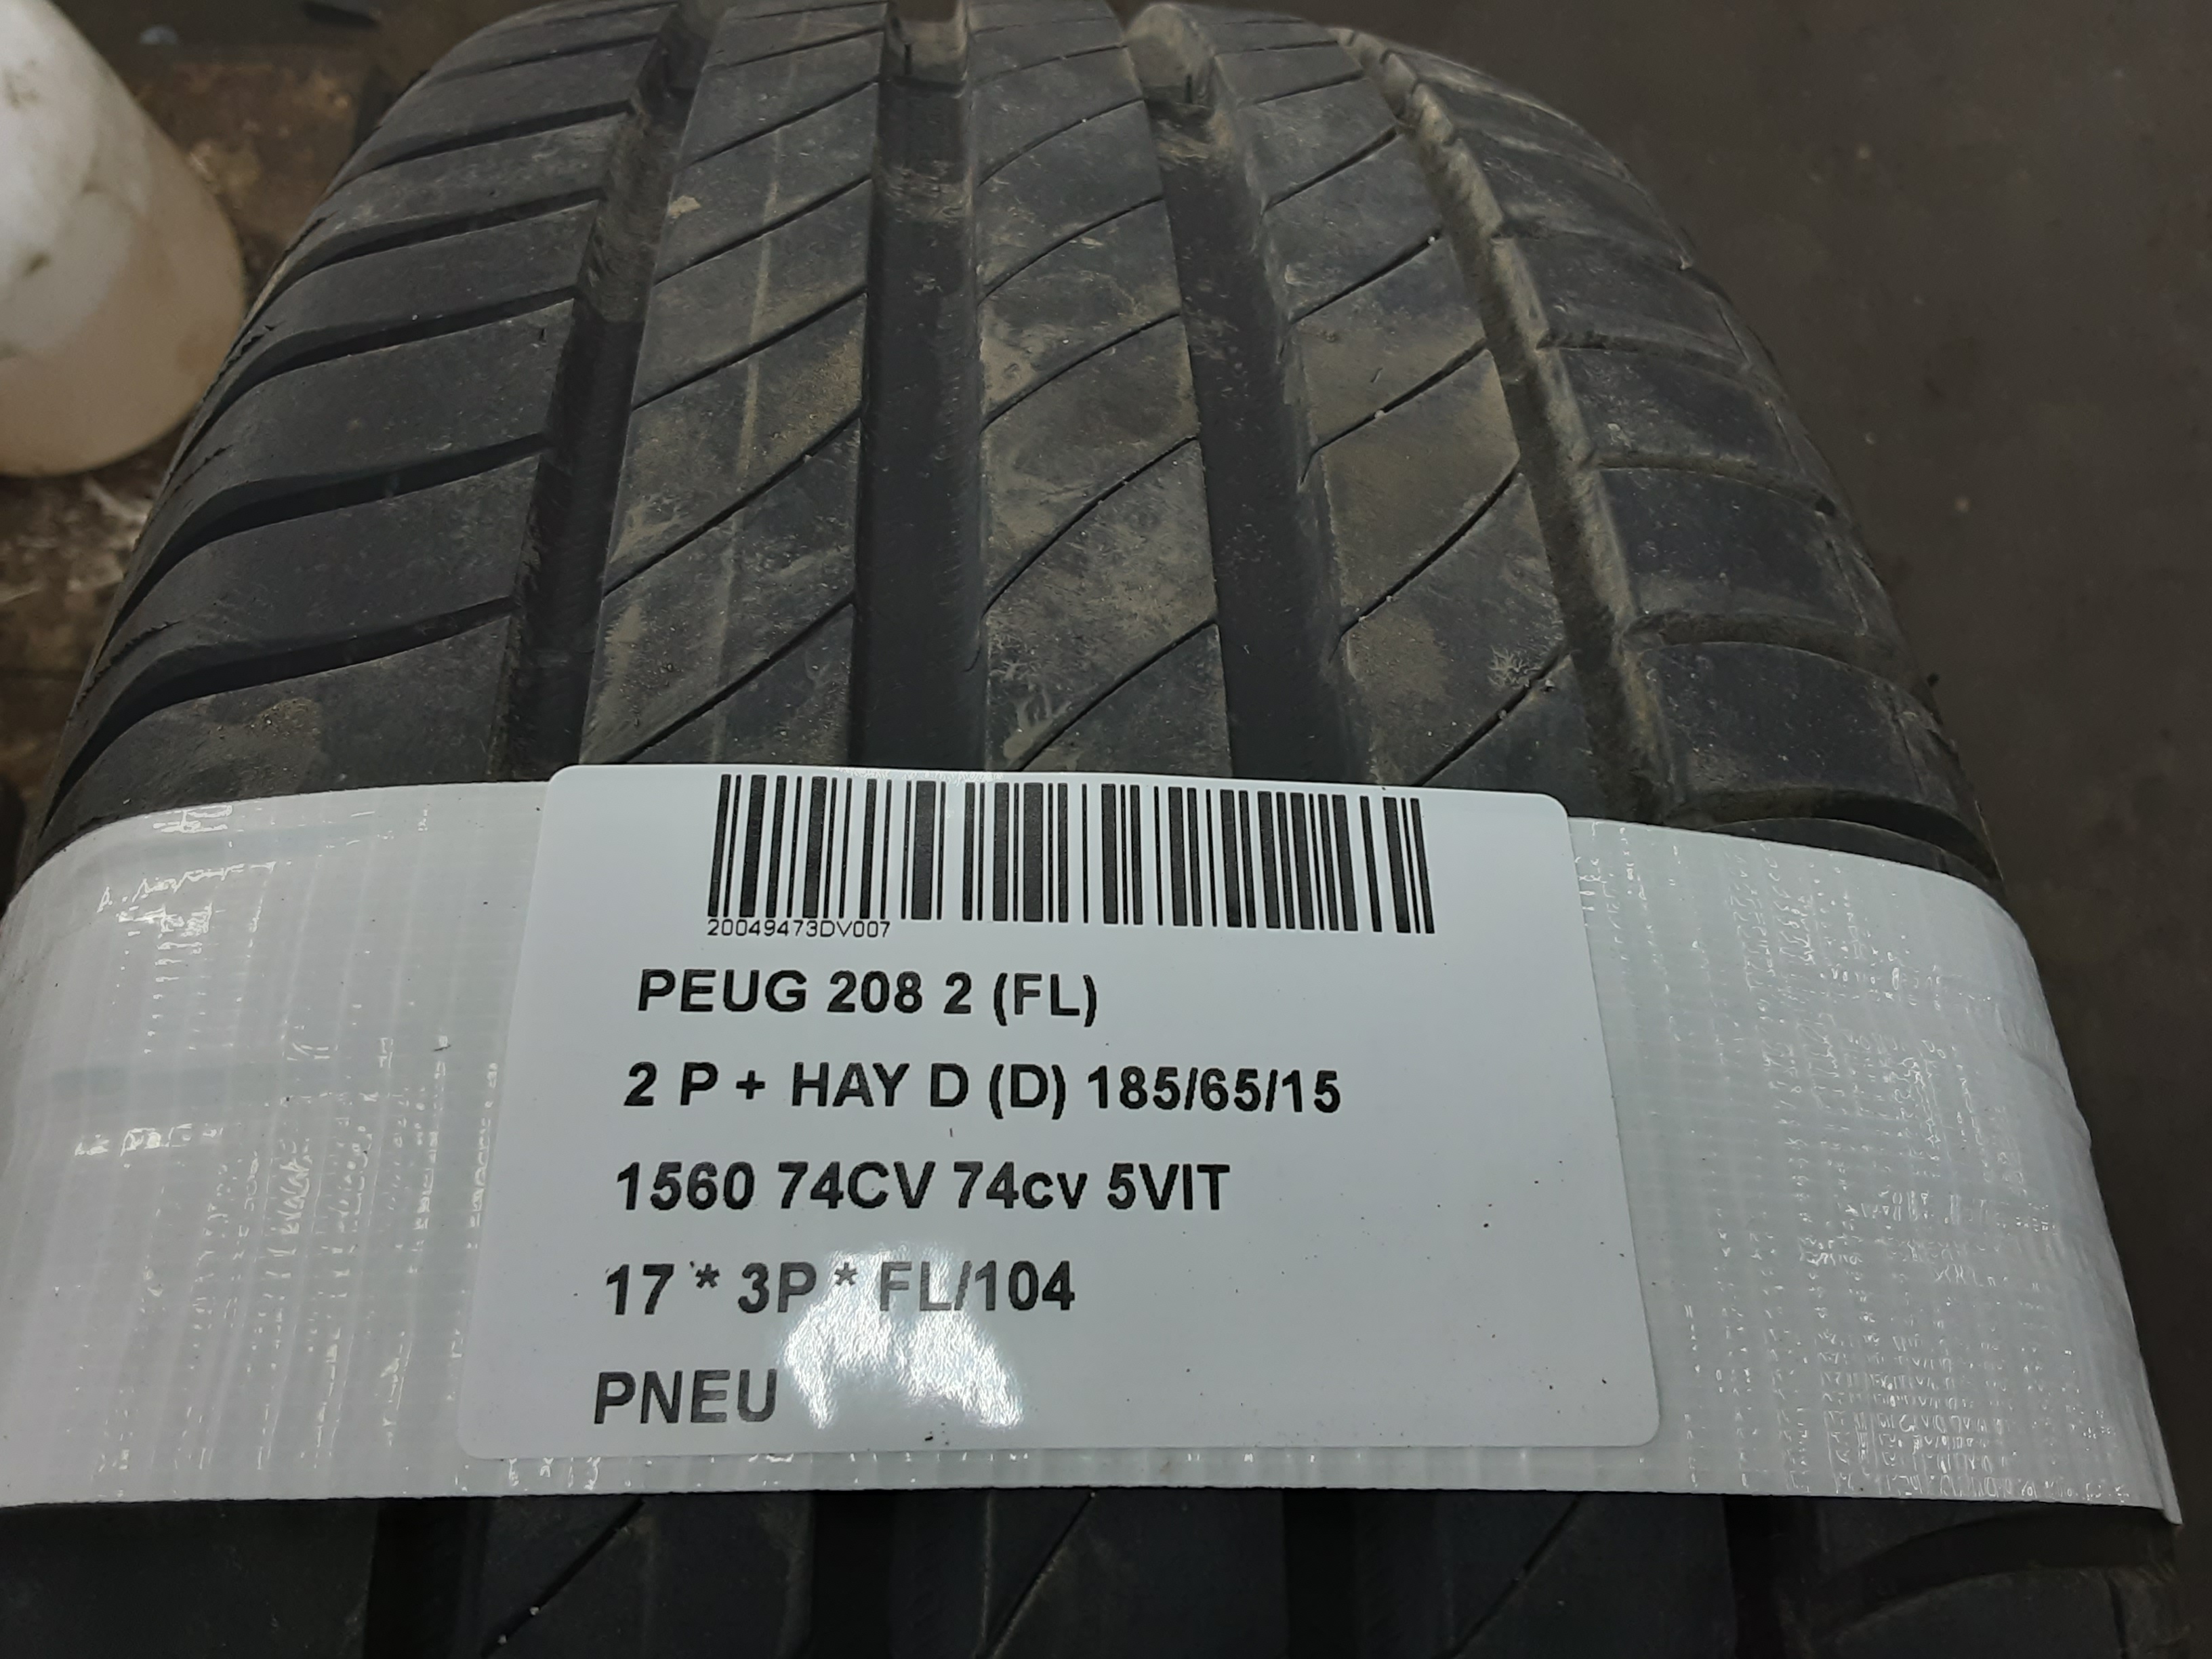 20049473DV007
PEUG 208 2 (FL)
2 P + HAY D (D) 185/65/15
1560 74CV 74cv 5VIT
17 * 3P * FL/104
PNEU